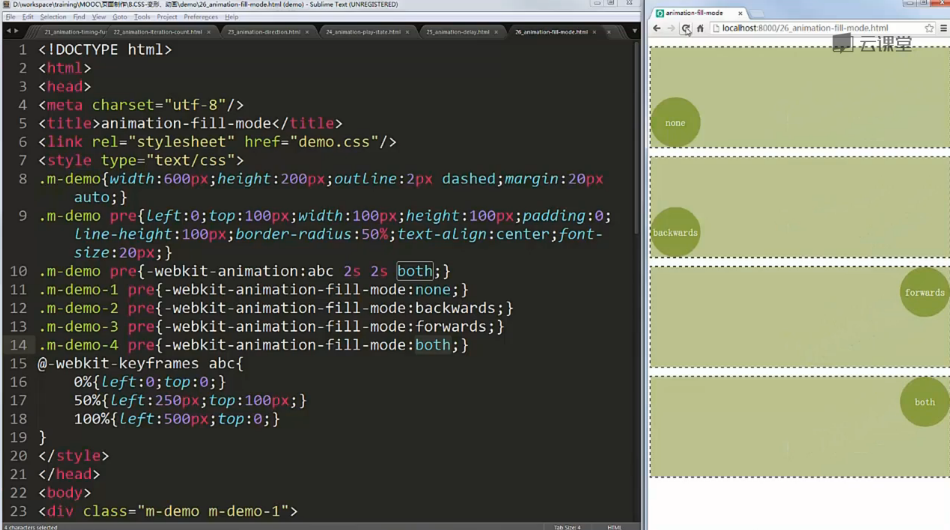 D:\workspace\training\MOOC\页面制作\8.CSS-变形、动画\demo\26_animation-fill-mode.html (demo) - Sublime Text (UNREGISTERED)
File Edit Selection Find View Goto Tools Project Preferences Help
22_animation-iteration-count.html 23_animation-direction.html 24_animation-play-date.html 25_animation-delay.html 26_animation-fill-mode.html
1 <!DOCTYPE html>
2 <html>
3 <head>
4 <meta charset="utf-8"/>
5 <title>animation-fill-mode</title>
6 <link rel="stylesheet" href="demo.css"/>
7 <style type="text/css">
8 .m-demo{width:600px;height:200px;outline:2px dashed;margin:20px
auto;}
9 .m-demo pre{left:0;top:100px;width:100px;height:100px;padding:0;
line-height:100px;border-radius:50%;text-align:center;font-
size:20px;}
10 .m-demo pre{-webkit-animation:abc 2s 2s both;}
11 .m-demo-1 pre{-webkit-animation-fill-mode:none;}
12 .m-demo-2 pre{-webkit-animation-fill-mode:backwards;}
13 .m-demo-3 pre{-webkit-animation-fill-mode:forwards;}
14 .m-demo-4 pre{-webkit-animation-fill-mode:both;}
15 @-webkit-keyframes abc{
16 0%{left:0;top:0;}
17 50%{left:250px;top:100px;}
18 100%{left:500px;top:0;}
19 }
20 </style>
21 </head>
22 <body>
23 <div class="m-demo m-demo-1">
4 characters selected
Tab Size: 4 HTML
animation-fill-mode
localhost:8000/26_animation-fill-mode.html
云课堂
none
backwards
forwards
both